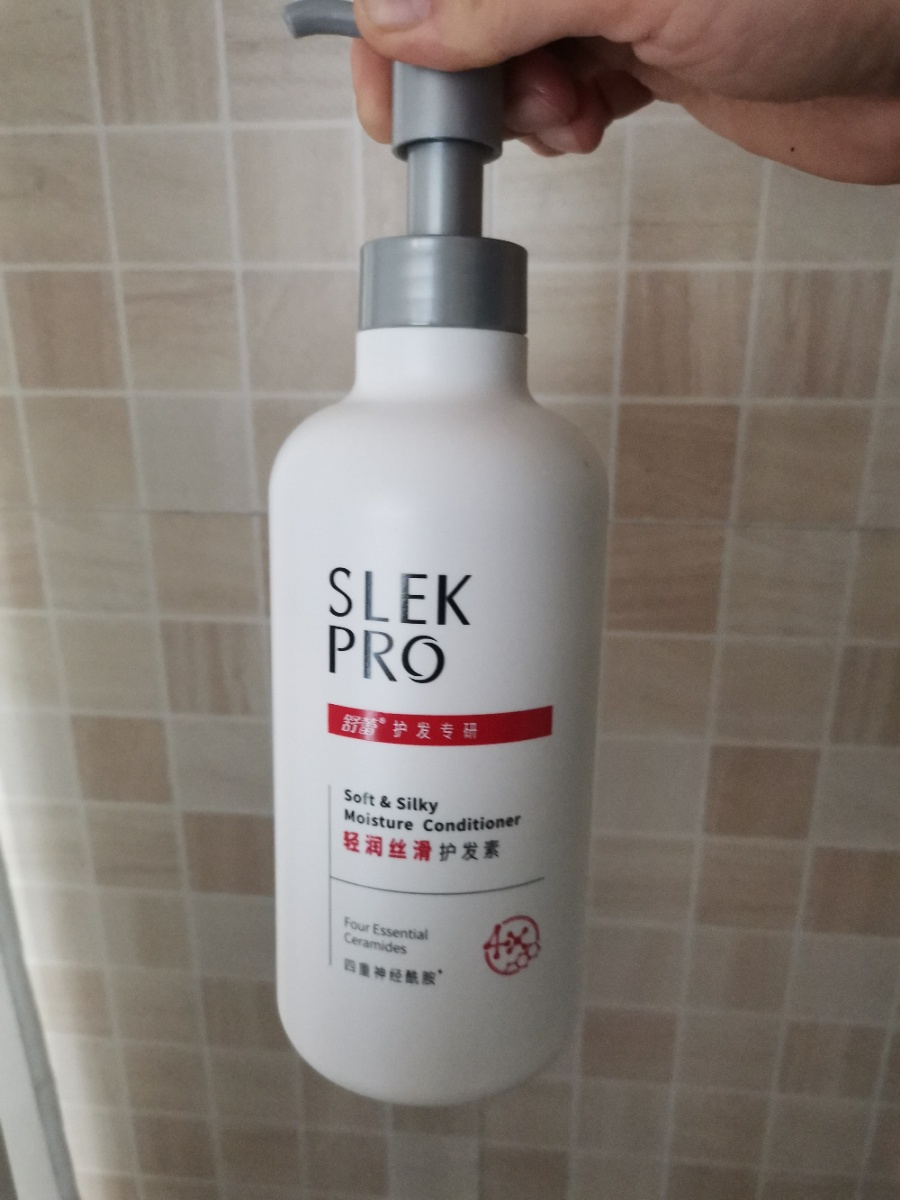 SLEK
PRO
舒蕾® 护发专研
Soft & Silky
Moisture Conditioner
轻润丝滑护发素
Four Essential
Ceramides
四重神经酰胺*
4x